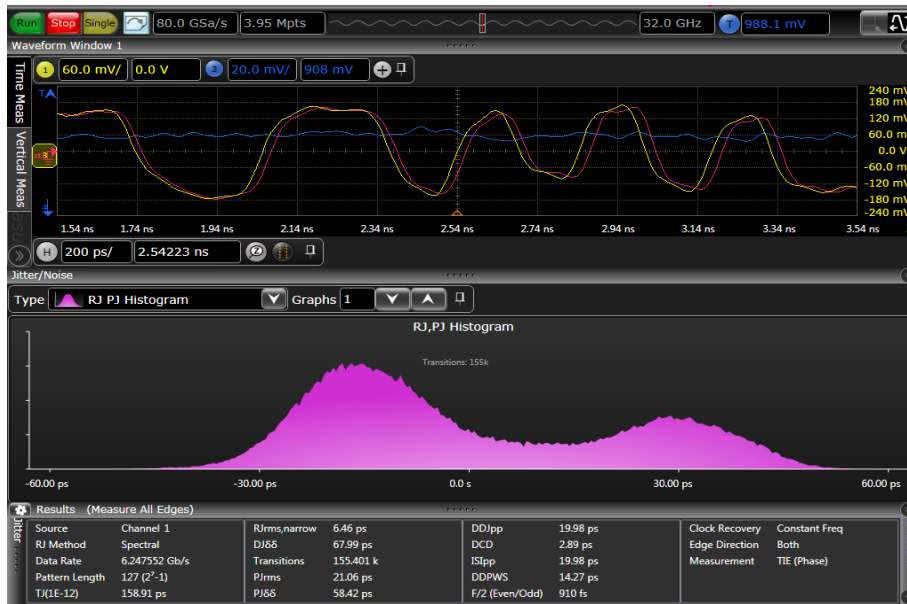 Run Stop Single 80.0 GSa/s 3.95 Mpts 32.0 GHz T 988.1 mV
Waveform Window 1
Time Meas
Vertical Meas
1 60.0 mV/ 0.0 V 3 20.0 mV/ 908 mV
T
240 mV
180 mV
120 mV
60.0 m
0.0 V
-60.0 m
-120 mV
-180 mV
-240 mV
1.54 ns 1.74 ns 1.94 ns 2.14 ns 2.34 ns 2.54 ns 2.74 ns 2.94 ns 3.14 ns 3.34 ns 3.54 ns
H 200 ps/ 2.54223 ns
Jitter/Noise
Type RJ PJ Histogram Graphs 1
RJ,PJ Histogram
Transitions: 155k
-60.00 ps -30.00 ps 0.0 s 30.00 ps 60.00 ps
Results (Measure All Edges)
Jitter
Source Channel 1 RJrms,narrow 6.46 ps DDJpp 19.98 ps Clock Recovery Constant Freq
RJ Method Spectral DJδδ 67.99 ps DCD 2.89 ps Edge Direction Both
Data Rate 6.247552 Gb/s Transitions 155.401 k ISIpp 19.98 ps Measurement TIE (Phase)
Pattern Length 127 (2⁷-1) PJrms 21.06 ps DDPWS 14.27 ps
TJ(1E-12) 158.91 ps PJδδ 58.42 ps F/2 (Even/Odd) 910 fs